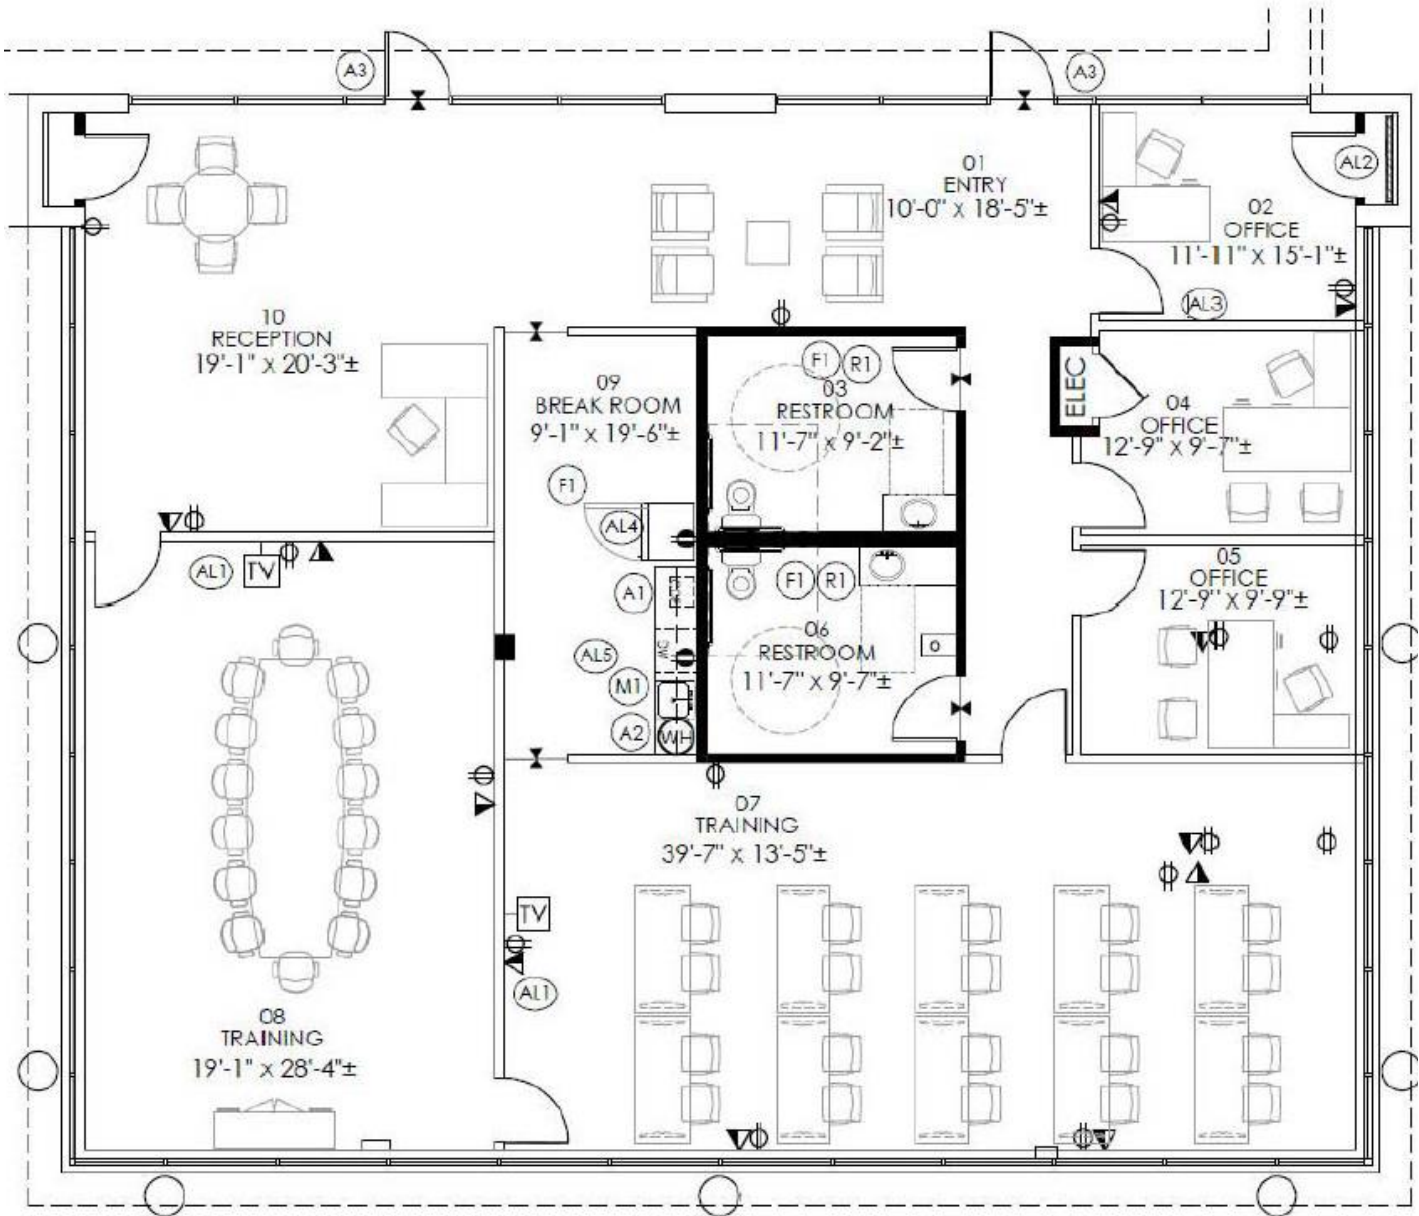 A3
A3
01
ENTRY
10'-0" x 18'-5"±
AL2
02
OFFICE
11'-11" x 15'-1"±
AL3
10
RECEPTION
19'-1" x 20'-3"±
09
BREAK ROOM
9'-1" x 19'-6"±
F1
R1
03
RESTROOM
11'-7" x 9'-2"±
ELEC
04
OFFICE
12'-9" x 9'-7"±
F1
AL4
AL1
TV
A1
F1
R1
05
OFFICE
12'-9" x 9'-9"±
06
RESTROOM
11'-7" x 9'-7"±
AL5
M1
A2
WH
07
TRAINING
39'-7" x 13'-5"±
TV
AL1
08
TRAINING
19'-1" x 28'-4"±